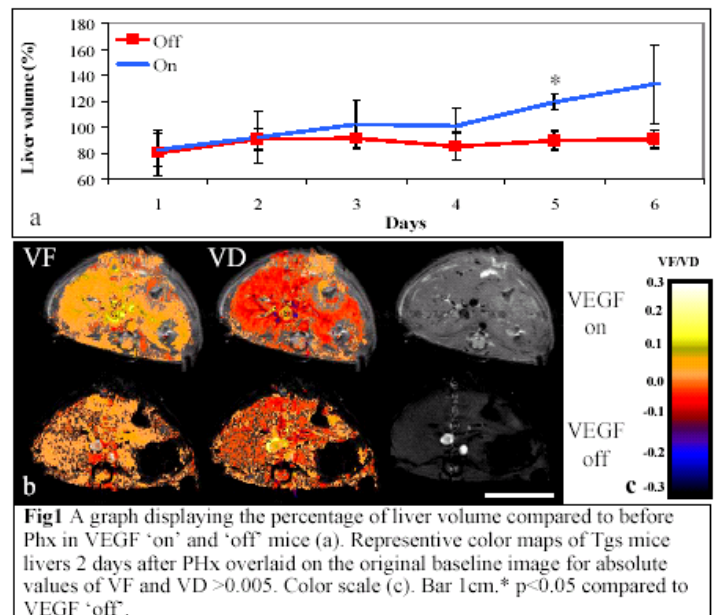 180
160
140
120
100
80
60
Liver volume (%)
Off
On
*
1 2 3 4 5 6
Days
a
VF
VD
VEGF
on
VEGF
off
b
VF/VD
0.3
0.2
0.1
0.0
-0.1
-0.2
-0.3
c
Fig1 A graph displaying the percentage of liver volume compared to before
Phx in VEGF ‘on’ and ‘off’ mice (a). Representive color maps of Tgs mice
livers 2 days after PHx overlaid on the original baseline image for absolute
values of VF and VD >0.005. Color scale (c). Bar 1cm.* p<0.05 compared to
VEGF ‘off’.